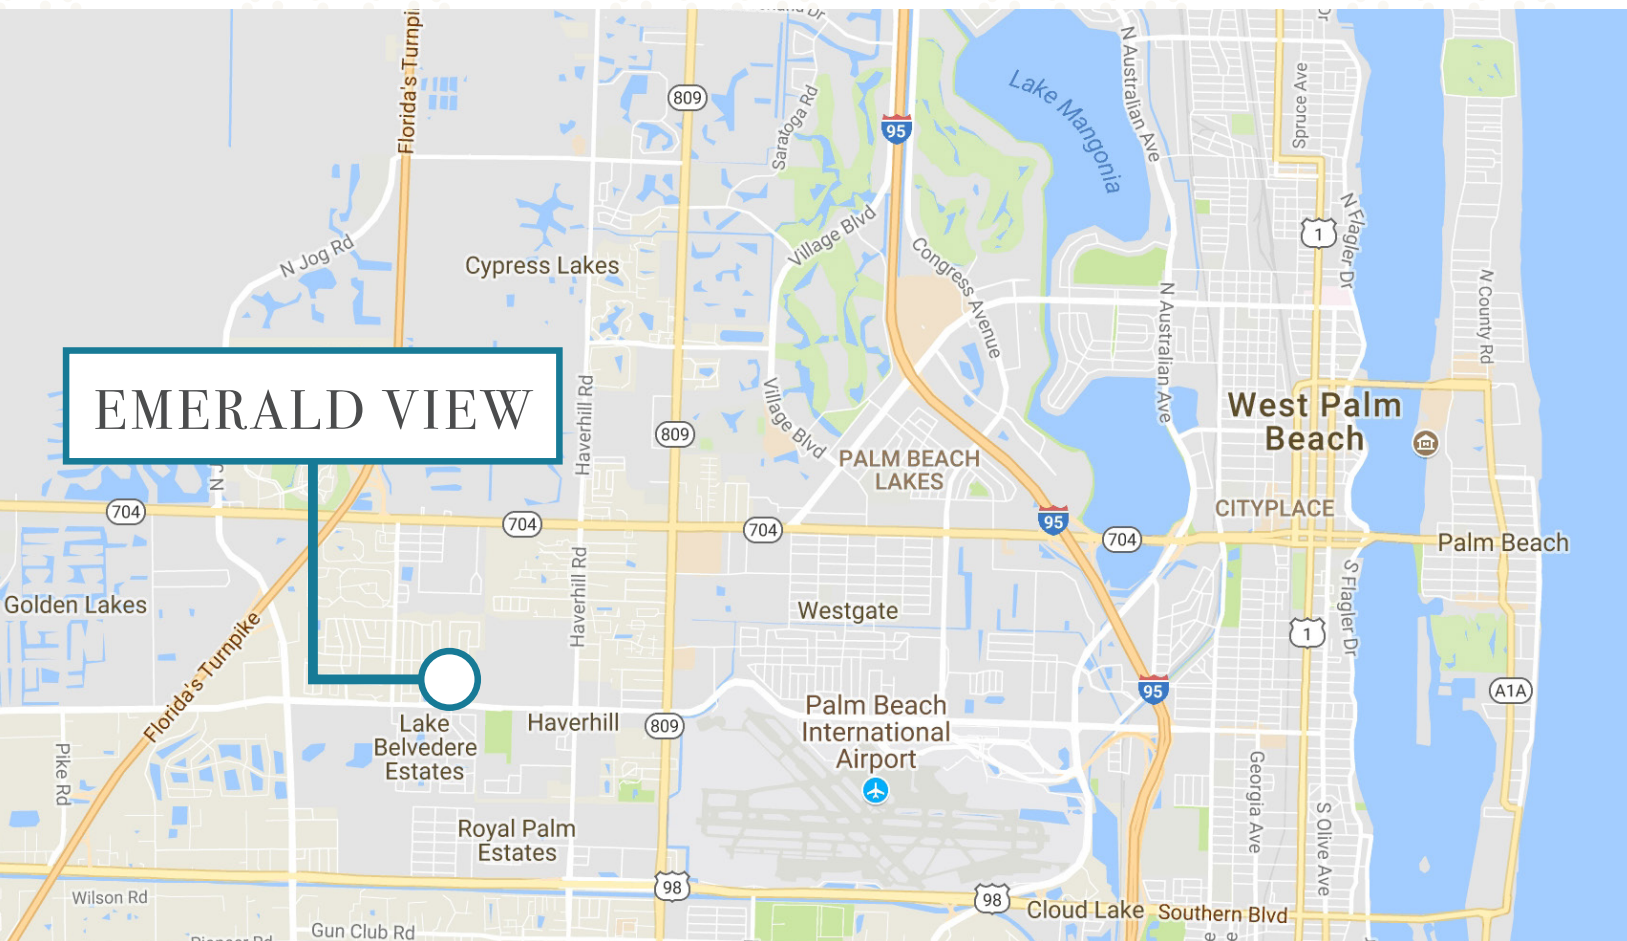 Florida's Turnpi
809
Saratoga Rd
95
Lake Mangonia
N Australian Ave
Spruce Ave
Dr
N Jog Rd
Cypress Lakes
Village Blvd
Congress Avenue
N Australian Ave
1
N Flagler Dr
N County Rd
EMERALD VIEW
Haverhill Rd
809
Village Blvd
PALM BEACH
LAKES
West Palm
Beach
704
704
704
95
704
CITYPLACE
Palm Beach
Golden Lakes
Haverhill Rd
Westgate
S Flagler Dr
1
Florida's Turnpike
95
A1A
Lake
Belvedere
Estates
Haverhill
809
Palm Beach
International
Airport
Pike Rd
Georgia Ave
S Olive Ave
Royal Palm
Estates
98
98
Wilson Rd
Cloud Lake
Southern Blvd
Gun Club Rd